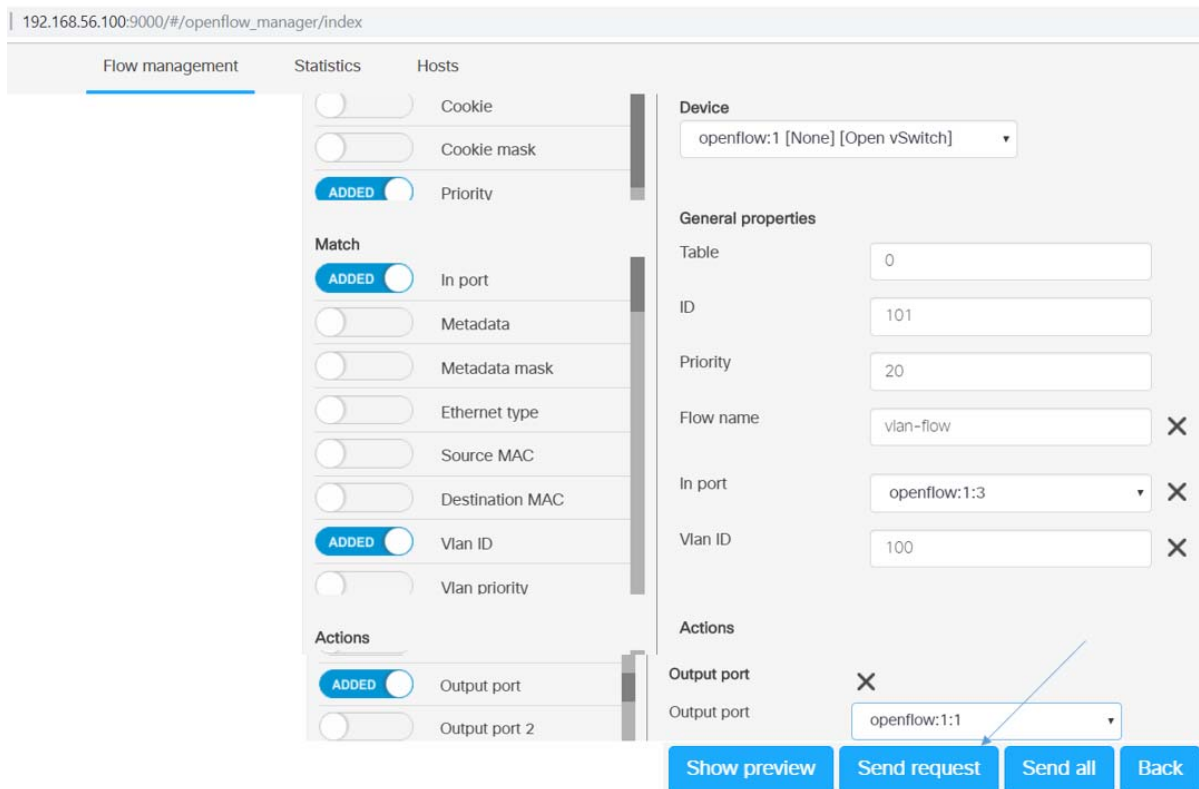 192.168.56.100:9000/#/openflow_manager/index
Flow management Statistics Hosts
Cookie
Cookie mask
ADDED Priority
Match
ADDED In port
Metadata
Metadata mask
Ethernet type
Source MAC
Destination MAC
ADDED Vlan ID
Vlan priority
Actions
ADDED Output port
Output port 2
Device
openflow:1 [None] [Open vSwitch]
General properties
Table 0
ID 101
Priority 20
Flow name vlan-flow
In port openflow:1:3
Vlan ID 100
Actions
Output port
Output port openflow:1:1
Show preview Send request Send all Back